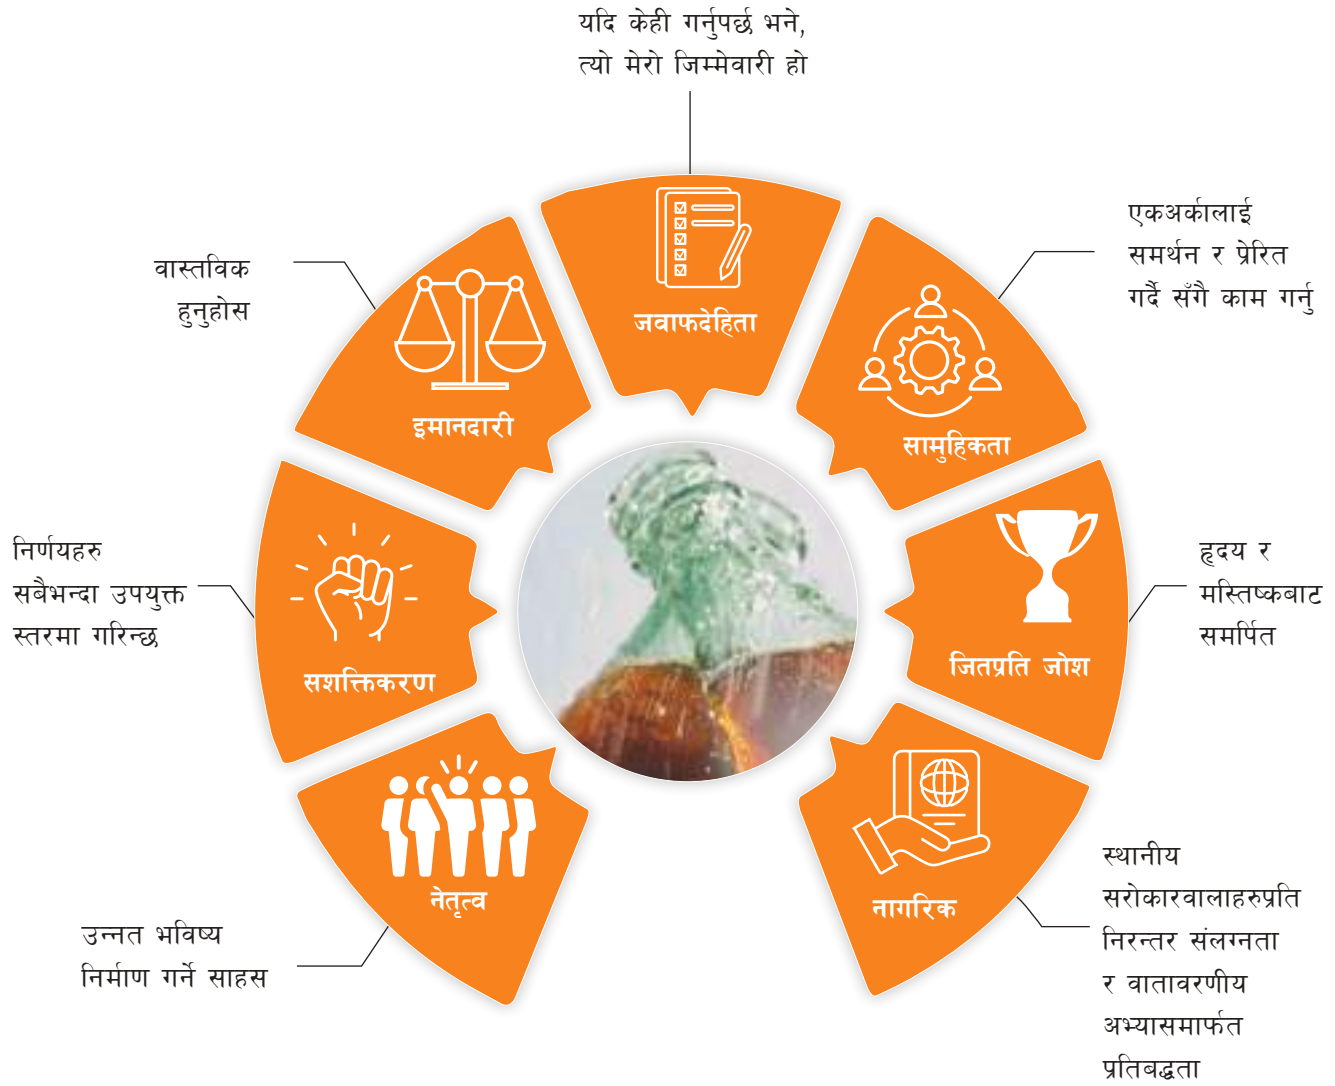 यदि केही गर्नुपर्छ भने,
त्यो मेरो जिम्मेवारी हो
जवाफदेहिता
एकअर्कालाई
समर्थन र प्रेरित
गर्दै सँगै काम गर्नु
सामुहिकता
हृदय र
मस्तिष्कबाट
समर्पित
जितप्रति जोश
स्थानीय
सरोकारवालाहरुप्रति
निरन्तर संलग्नता
र वातावरणीय
अभ्यासमार्फत
प्रतिबद्धता
नागरिक
उन्नत भविष्य
निर्माण गर्ने साहस
नेतृत्व
निर्णयहरु
सबैभन्दा उपयुक्त
स्तरमा गरिन्छ
सशक्तिकरण
वास्तविक
हुनुहोस
इमानदारी